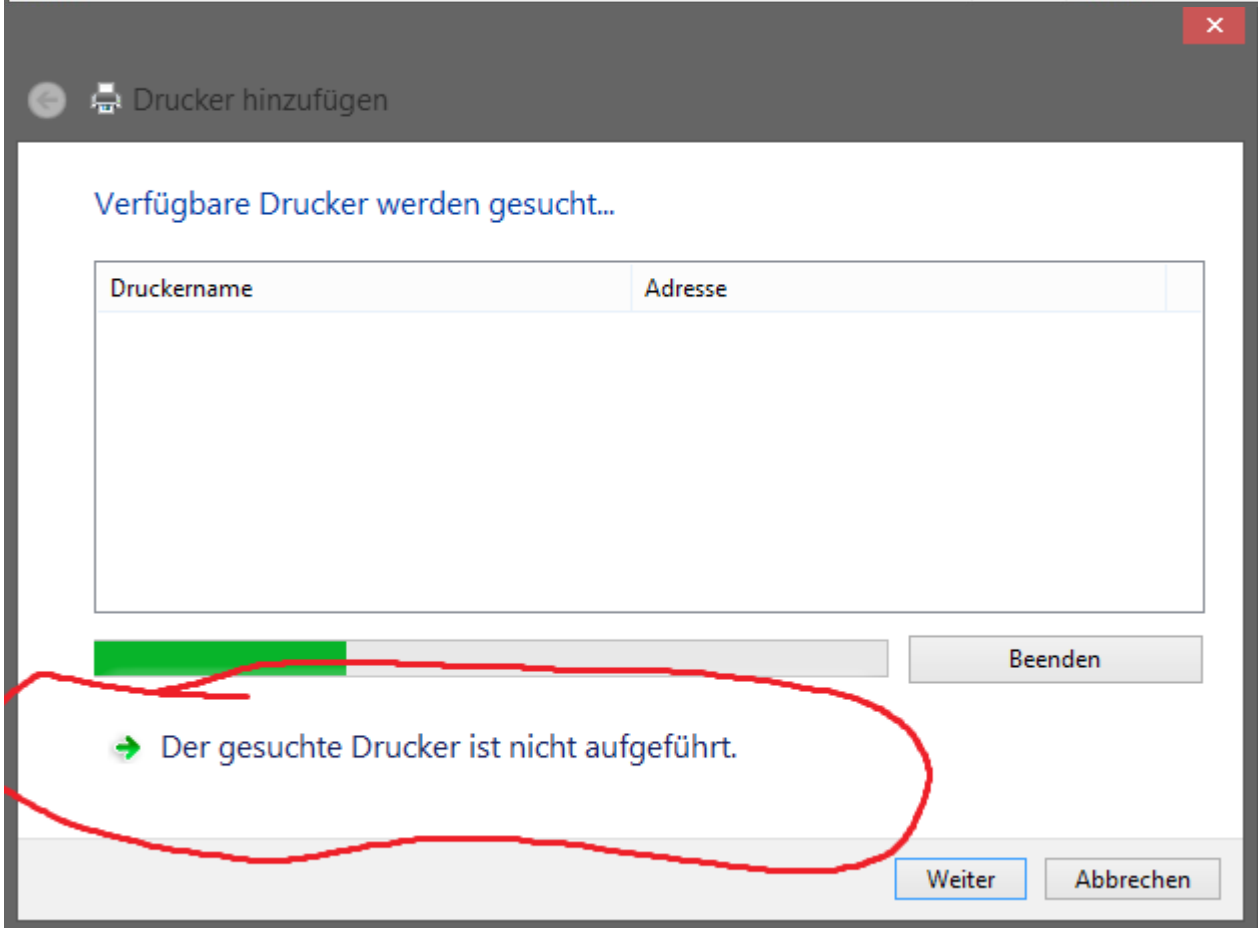 Drucker hinzufügen
Verfügbare Drucker werden gesucht...
Druckername Adresse
Beenden
Der gesuchte Drucker ist nicht aufgeführt.
Weiter Abbrechen